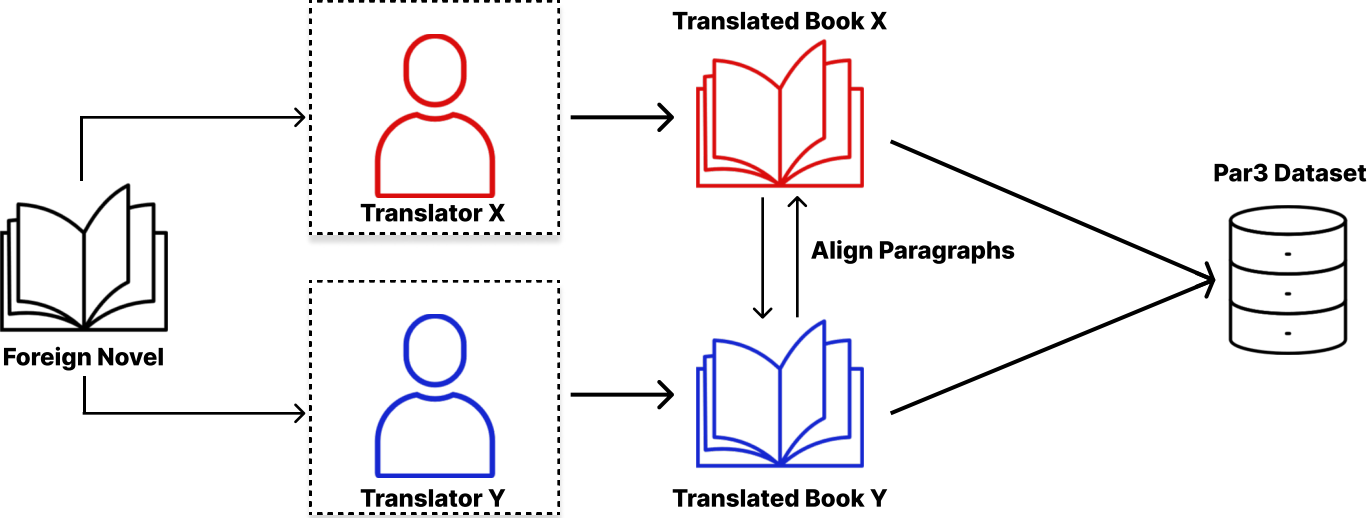 Translated Book X
Par3 Dataset
Translator X
Align Paragraphs
Foreign Novel
Translator Y
Translated Book Y